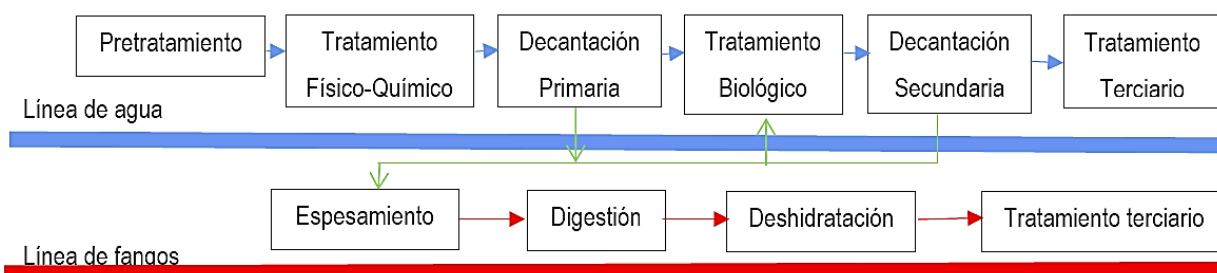 Pretratamiento
Tratamiento
Físico-Químico
Decantación
Primaria
Tratamiento
Biológico
Decantación
Secundaria
Tratamiento
Terciario
Línea de agua
Espesamiento
Digestión
Deshidratación
Tratamiento terciario
Línea de fangos